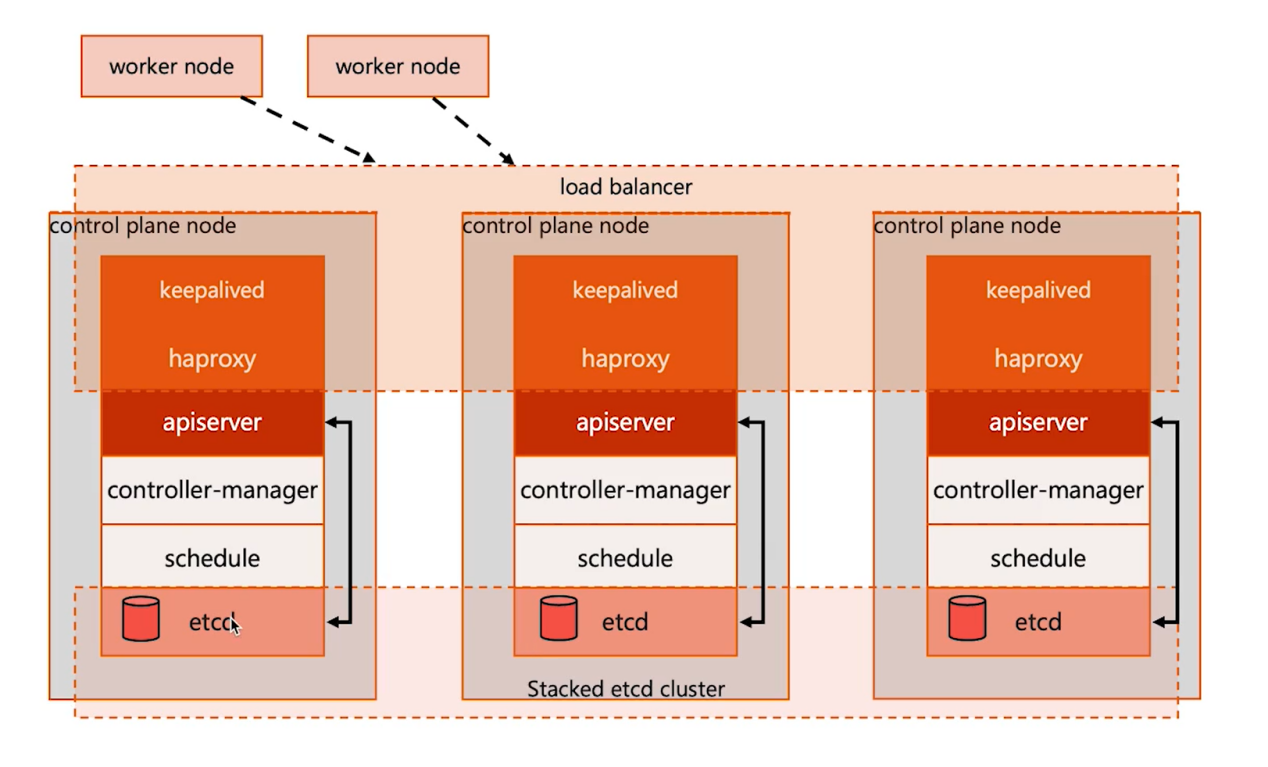 worker node
worker node
load balancer
control plane node
control plane node
control plane node
keepalived
keepalived
keepalived
haproxy
haproxy
haproxy
apiserver
apiserver
apiserver
controller-manager
controller-manager
controller-manager
schedule
schedule
schedule
etcd
etcd
etcd
Stacked etcd cluster